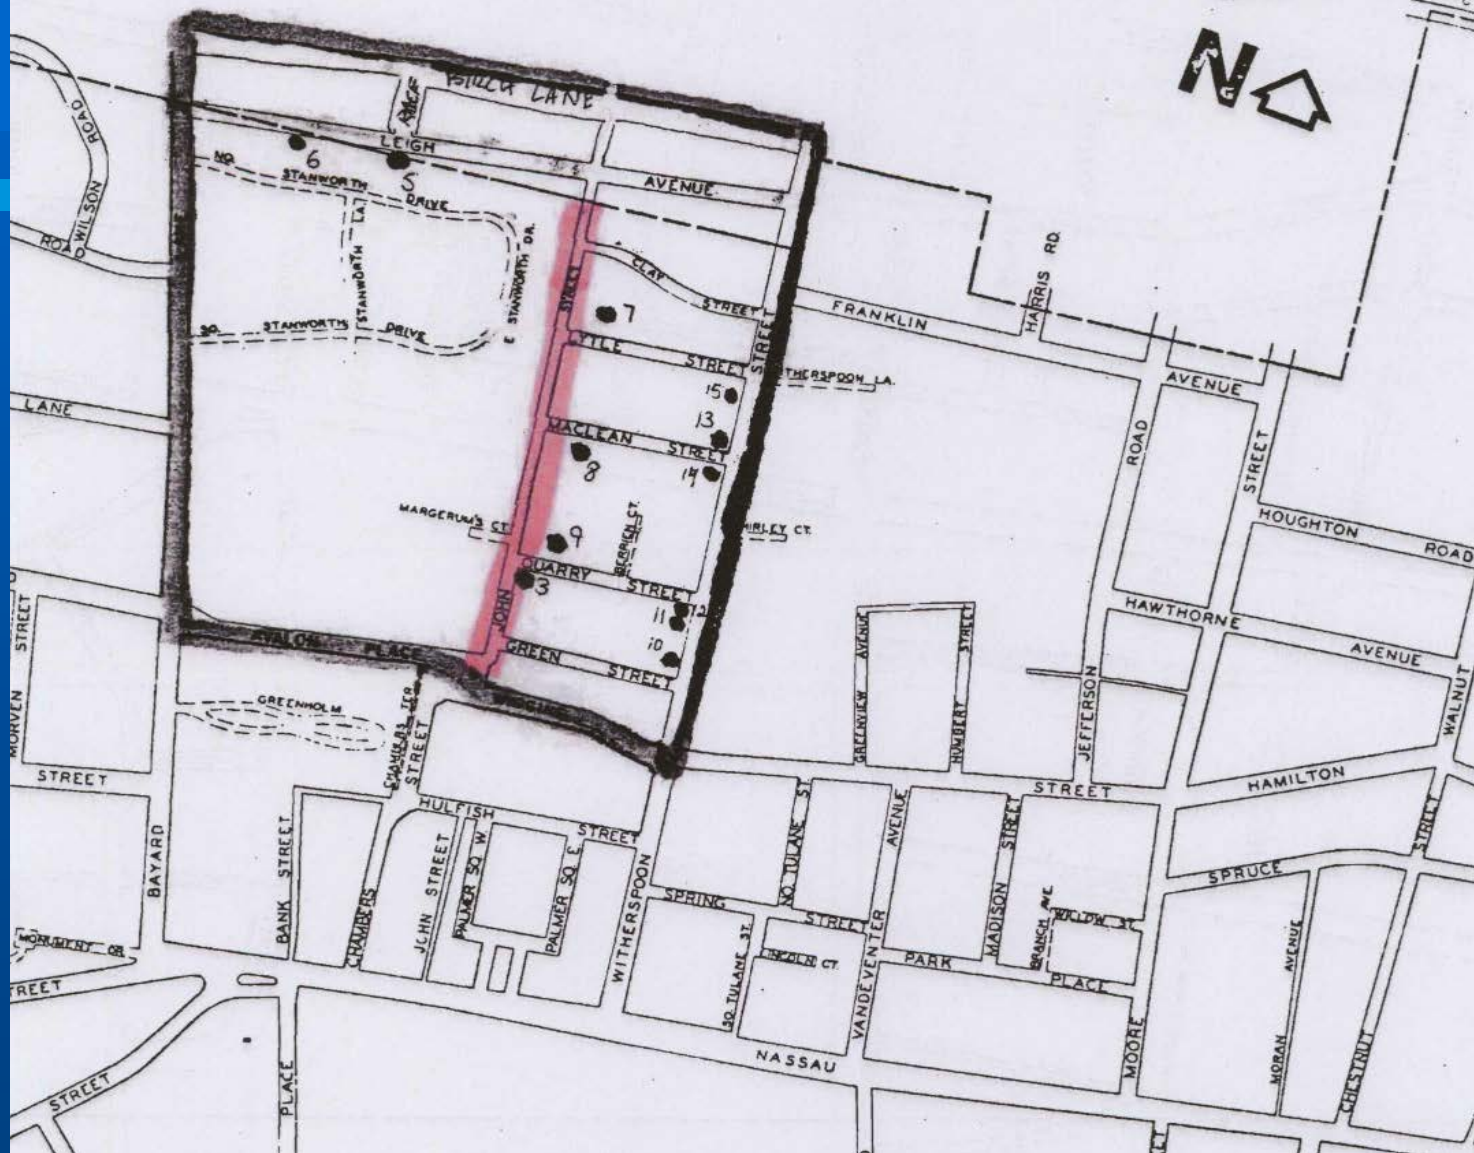 N
BIRCH LANE
ROAD
WILSON
ROAD
LEIGH
AVENUE
6
5
NO.
STANWORTH
DRIVE
STANWORTH LA.
E
STANWORTH DR.
SO.
STANWORTH
DRIVE
STREET
CLAY
STREET
7
LYTLE
STREET
STREET
FRANKLIN
AVENUE
HARRIS RD.
THERSPOON LA.
15
13
MACLEAN
STREET
8
14
LANE
MARGERUM'S CT.
9
BERRIEN CT.
IRLEY CT.
QUARRY
STREET
3
11
12
10
JOHN
GREEN
STREET
AVALON
PLACE
ROAD
STREET
HOUGHTON
ROAD
HAWTHORNE
AVENUE
GREENVIEW
AVENUE
HUMBERT
STREET
JEFFERSON
WALNUT
STREET
MORVEN
STREET
GREENHOLM
CHAMBERS TER.
STREET
STREET
STREET
HAMILTON
HULFISH
STREET
BAYARD
BANK STREET
CHAMBERS
JOHN STREET
PALMER SQ. W.
PALMER SQ. E.
WITHERSPOON
SPRING
STREET
NO. TULANE ST.
SO. TULANE ST.
VANDEVENTER
AVENUE
MADISON STREET
BRANCH AVE
WILLOW ST.
SPRUCE
LINCOLN CT.
PARK
PLACE
MONUMENT DR.
TREET
STREET
PLACE
NASSAU
MOORE
MORAN
AVENUE
CHESTNUT